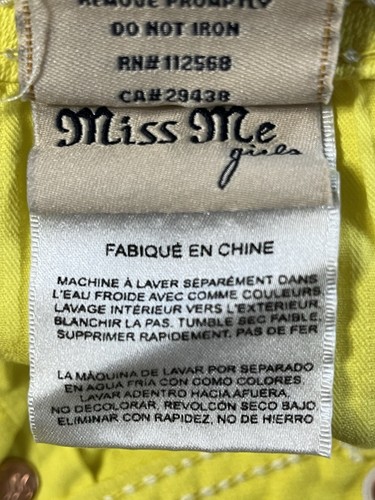 REMOVE PROMPTLY
DO NOT IRON
RN#112568
CA#29438
Miss Me
girls
FABIQUÉ EN CHINE
MACHINE À LAVER SÉPARÉMENT DANS
L'EAU FROIDE AVEC COMME COULEURS
LAVAGE INTÉRIEUR VERS L'EXTÉRIEUR.
BLANCHIR LA PAS. TUMBLE SEC FAIBLE.
SUPPRIMER RAPIDEMENT. PAS DE FER
LA MÁQUINA DE LAVAR POR SEPARADO
EN AGUA FRÍA CON COMO COLORES.
LAVAR ADENTRO HACIA AFUERA.
NO DECOLORAR. REVOLCÓN SECO BAJO.
ELIMINAR CON RAPIDEZ. NO DE HIERRO